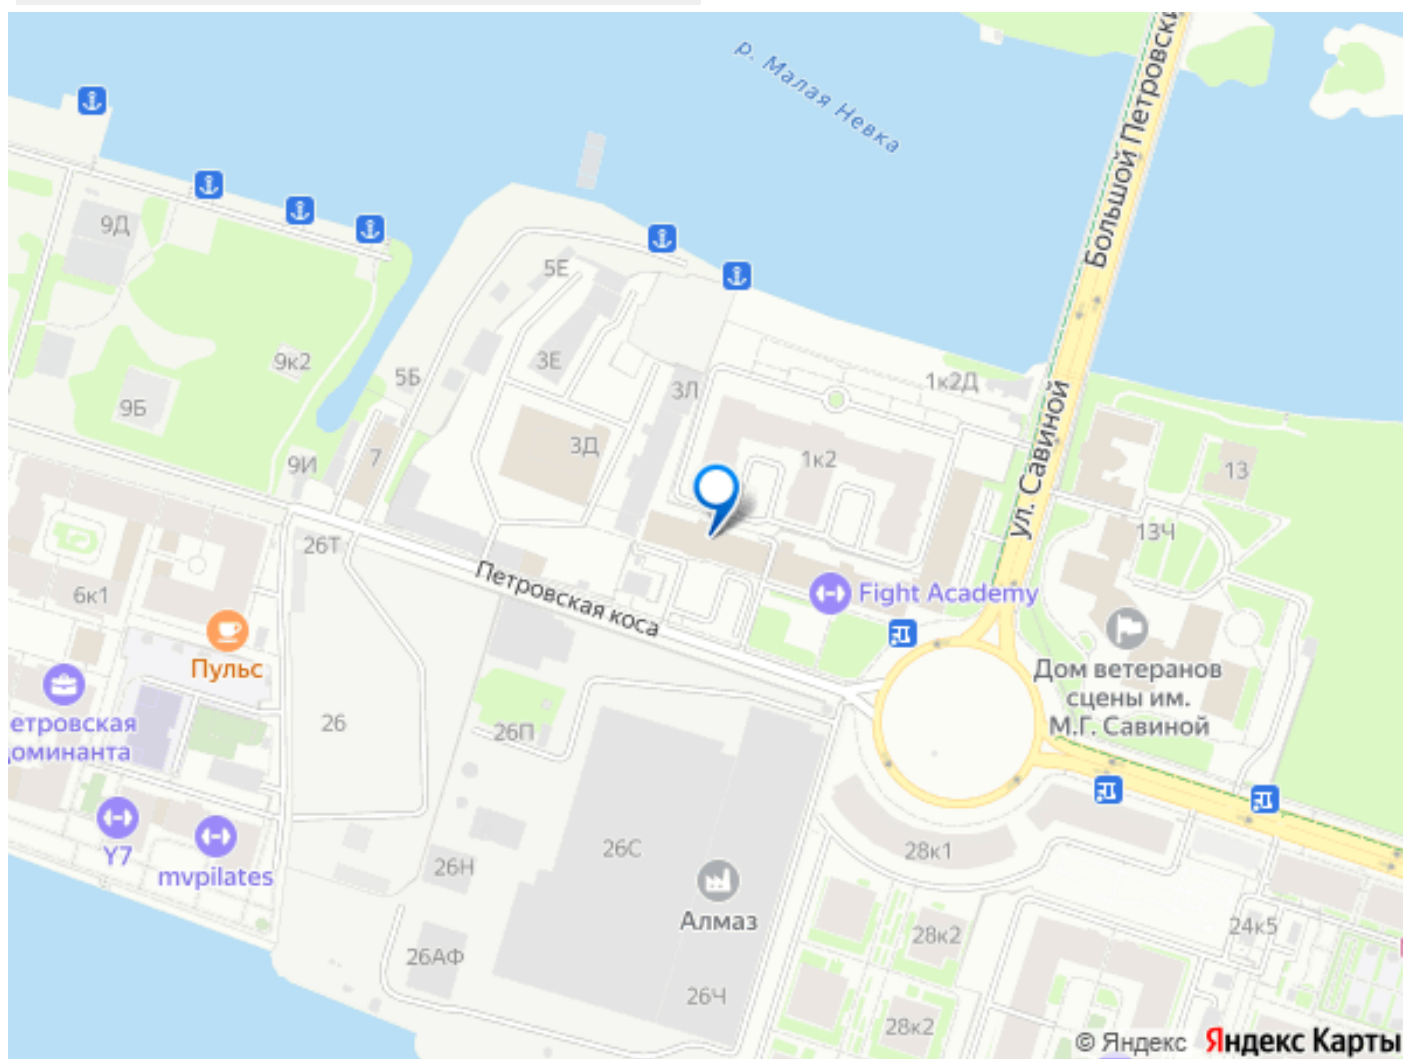 р. Малая Невка
Большой Петровски
9Д
5Е
9к2
3Е
5Б
3Л
1к2Д
9Б
3Д
7
9И
1к2
ул. Савиной
13
13Ч
26Т
Петровская коса
6к1
Fight Academy
Пульс
Дом ветеранов
сцены им.
М.Г. Савиной
етровская
доминанта
26
26П
Y7
mvpilates
26С
28к1
26Н
Алмаз
28к2
24к5
26АФ
26Ч
28к2
© Яндекс Яндекс Карты